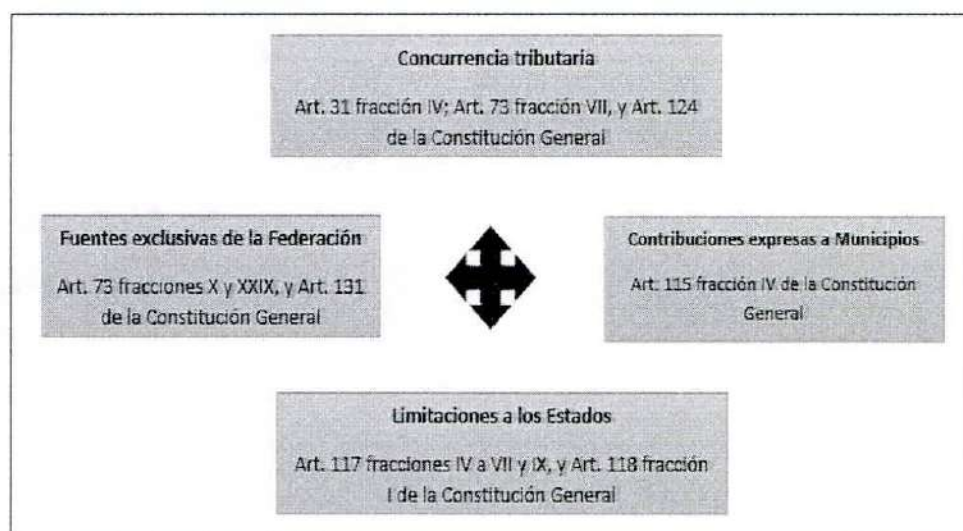 Concurrencia tributaria
Art. 31 fracción IV; Art. 73 fracción VII, y Art. 124
de la Constitución General
Fuentes exclusivas de la Federación
Art. 73 fracciones X y XXIX, y Art. 131
de la Constitución General
Contribuciones expresas a Municipios
Art. 115 fracción IV de la Constitución
General
Limitaciones a los Estados
Art. 117 fracciones IV a VII y IX, y Art. 118 fracción
I de la Constitución General